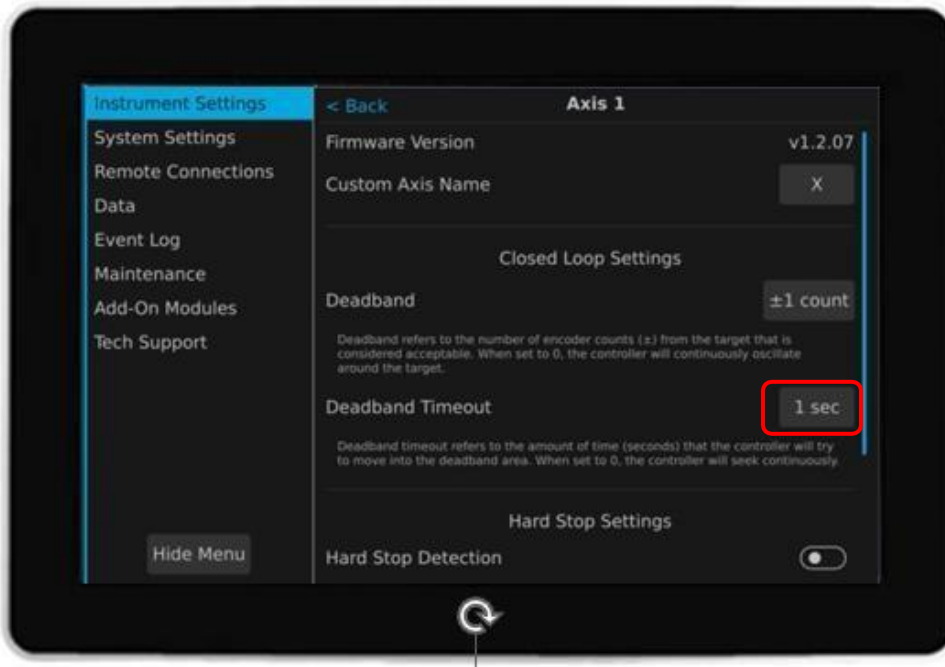 Instrument Settings
System Settings
Remote Connections
Data
Event Log
Maintenance
Add-On Modules
Tech Support
Hide Menu
< Back
Axis 1
Firmware Version v1.2.07
Custom Axis Name X
Closed Loop Settings
Deadband ±1 count
Deadband refers to the number of encoder counts (±) from the target that is
considered acceptable. When set to 0, the controller will continuously oscillate
around the target.
Deadband Timeout 1 sec
Deadband timeout refers to the amount of time (seconds) that the controller will try
to move into the deadband area. When set to 0, the controller will seek continuously.
Hard Stop Settings
Hard Stop Detection